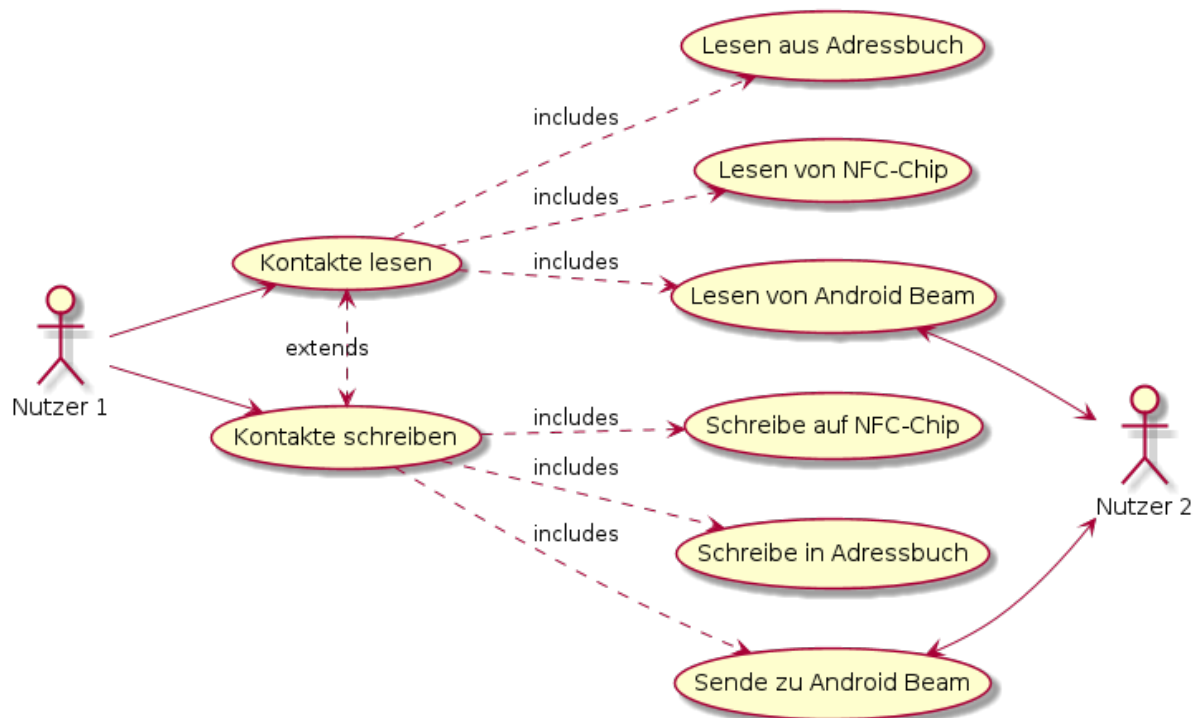 Lesen aus Adressbuch
includes
Lesen von NFC-Chip
includes
Kontakte lesen
includes
Lesen von Android Beam
extends
Nutzer 1
Kontakte schreiben
includes
Schreibe auf NFC-Chip
includes
Nutzer 2
Schreibe in Adressbuch
includes
Sende zu Android Beam